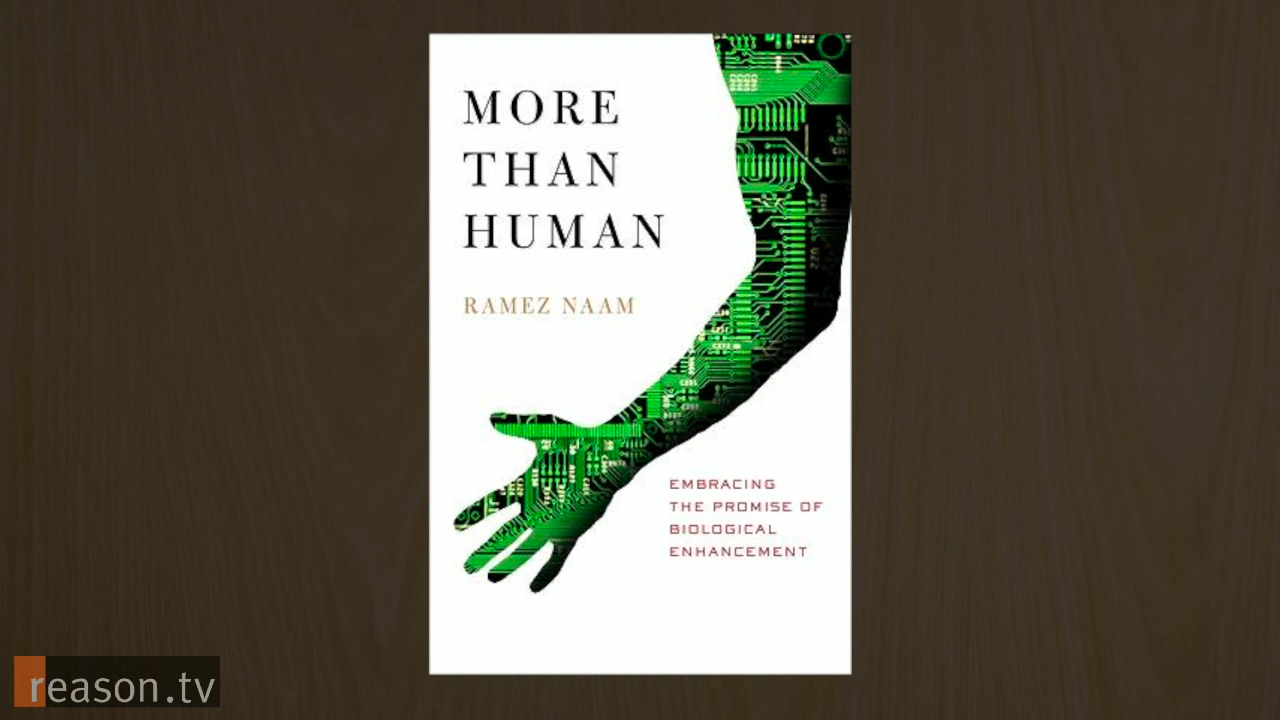 MORE
THAN
HUMAN
RAMEZ NAAM
EMBRACING
THE PROMISE OF
BIOLOGICAL
ENHANCEMENT
reason.tv